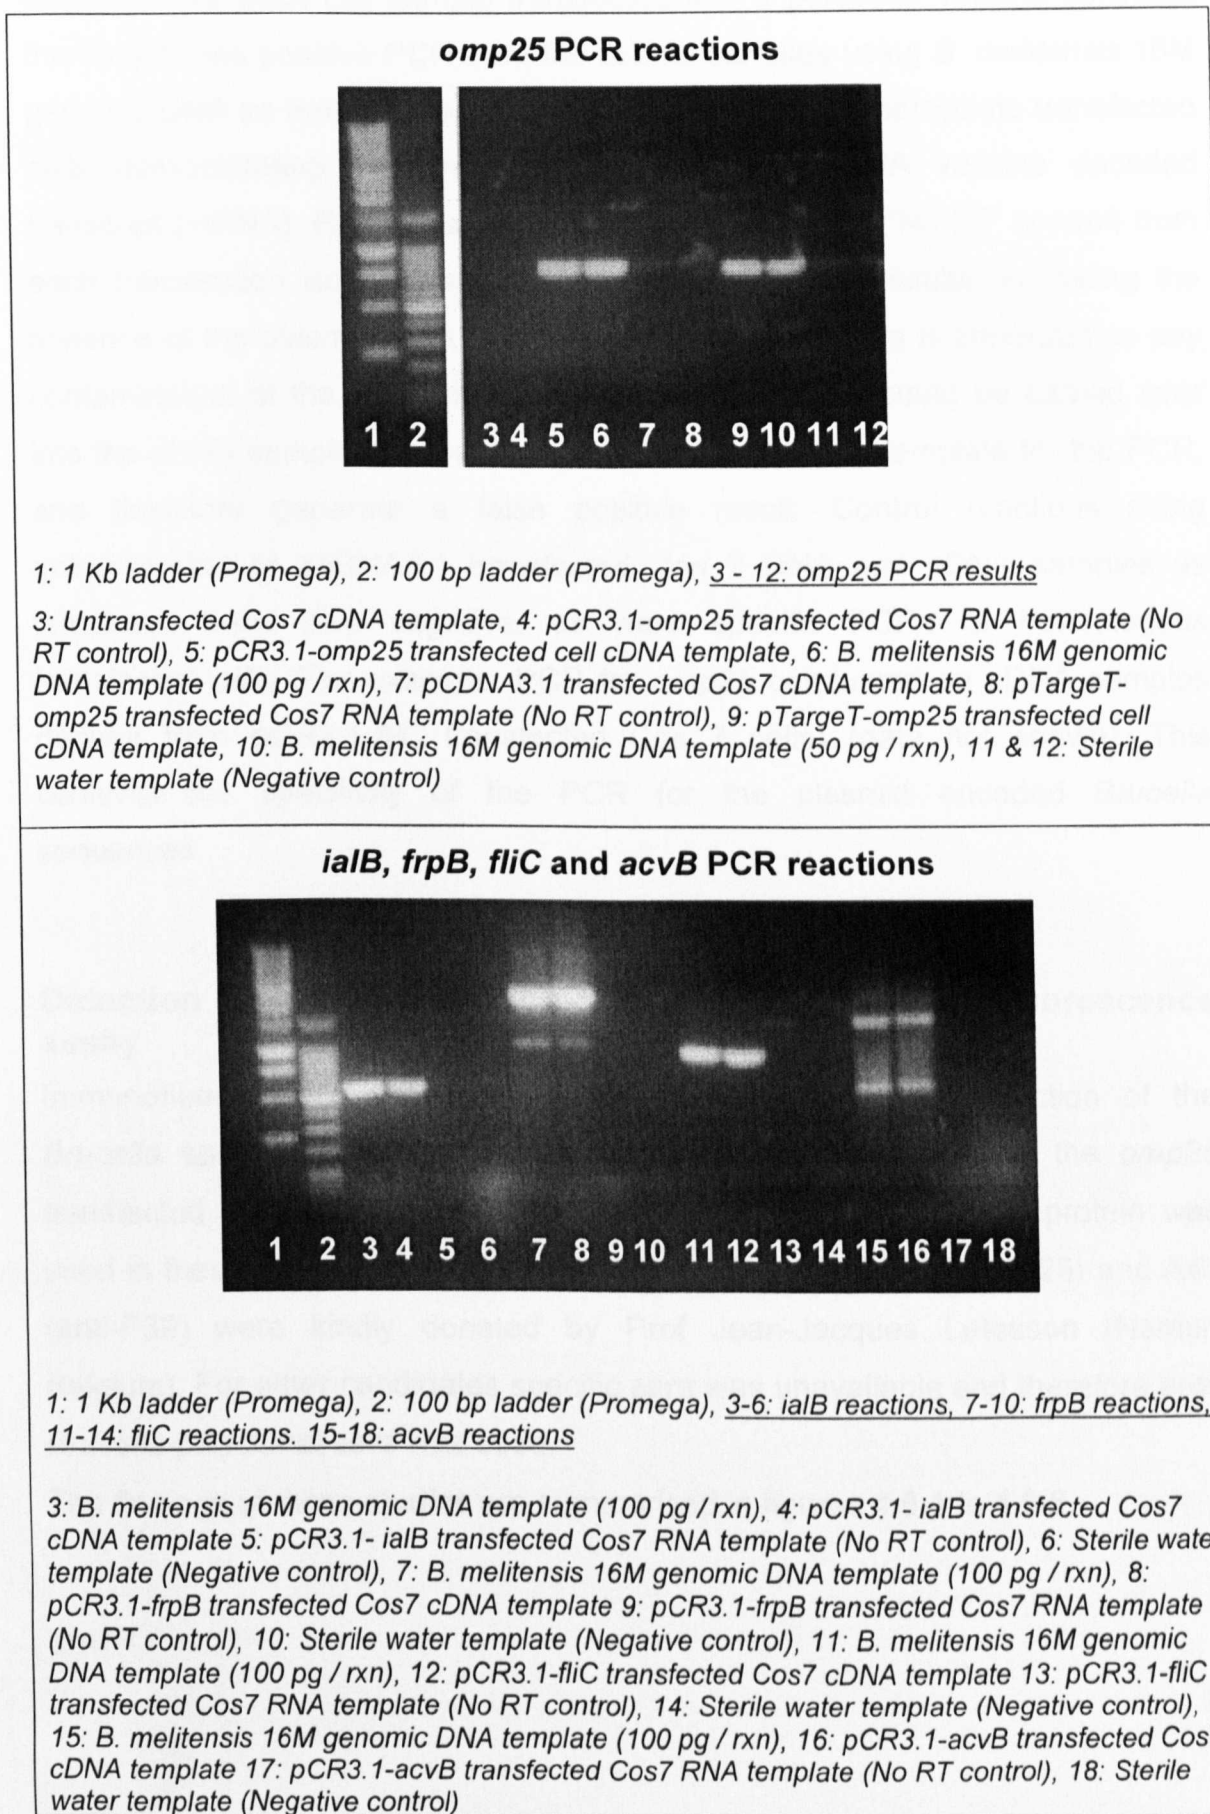 omp25 PCR reactions
1 2 3 4 5 6 7 8 9 10 11 12
1: 1 Kb ladder (Promega), 2: 100 bp ladder (Promega), 3 - 12: omp25 PCR results
3: Untransfected Cos7 cDNA template, 4: pCR3.1-omp25 transfected Cos7 RNA template (No
RT control), 5: pCR3.1-omp25 transfected cell cDNA template, 6: B. melitensis 16M genomic
DNA template (100 pg / rxn), 7: pCDNA3.1 transfected Cos7 cDNA template, 8: pTargeT-
omp25 transfected Cos7 RNA template (No RT control), 9: pTargeT-omp25 transfected cell
cDNA template, 10: B. melitensis 16M genomic DNA template (50 pg / rxn), 11 & 12: Sterile
water template (Negative control)
ialB, frpB, fliC and acvB PCR reactions
1 2 3 4 5 6 7 8 9 10 11 12 13 14 15 16 17 18
1: 1 Kb ladder (Promega), 2: 100 bp ladder (Promega), 3-6: ialB reactions, 7-10: frpB reactions,
11-14: fliC reactions. 15-18: acvB reactions
3: B. melitensis 16M genomic DNA template (100 pg / rxn), 4: pCR3.1- ialB transfected Cos7
cDNA template 5: pCR3.1- ialB transfected Cos7 RNA template (No RT control), 6: Sterile wate
template (Negative control), 7: B. melitensis 16M genomic DNA template (100 pg / rxn), 8:
pCR3.1-frpB transfected Cos7 cDNA template 9: pCR3.1-frpB transfected Cos7 RNA template
(No RT control), 10: Sterile water template (Negative control), 11: B. melitensis 16M genomic
DNA template (100 pg / rxn), 12: pCR3.1-fliC transfected Cos7 cDNA template 13: pCR3.1-fliC
transfected Cos7 RNA template (No RT control), 14: Sterile water template (Negative control),
15: B. melitensis 16M genomic DNA template (100 pg / rxn), 16: pCR3.1-acvB transfected Cos
cDNA template 17: pCR3.1-acvB transfected Cos7 RNA template (No RT control), 18: Sterile
water template (Negative control)